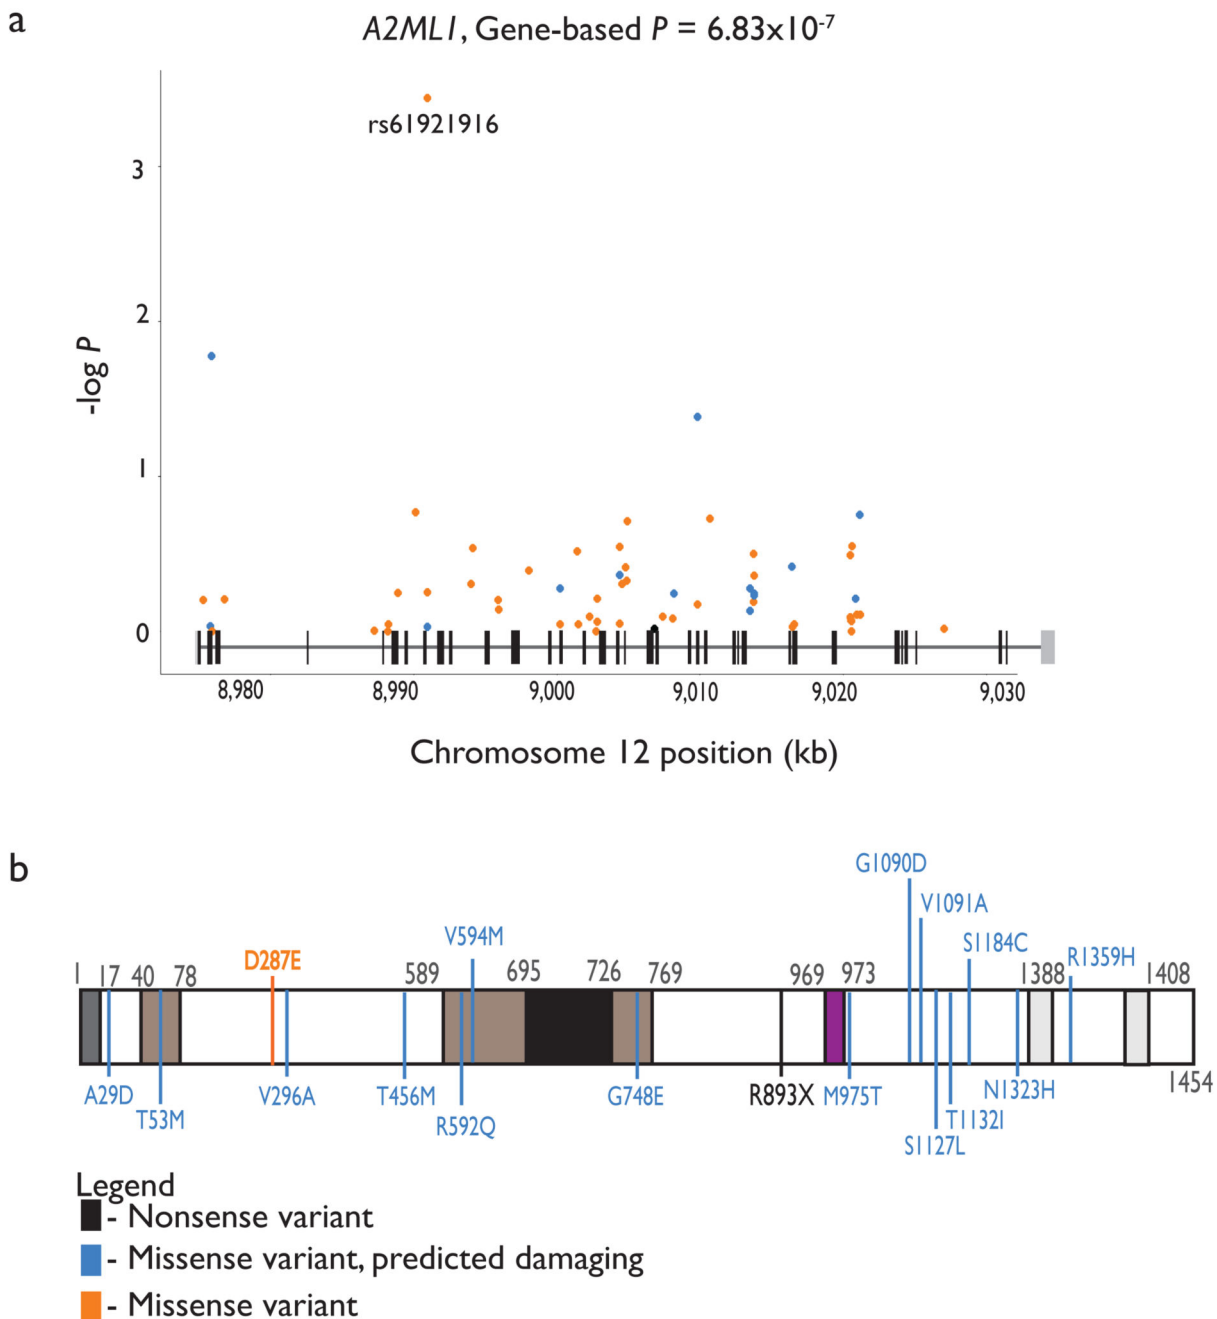 a
A2ML1, Gene-based P = 6.83x10⁻⁷
rs61921916
3
2
1
0
-log P
8,980 8,990 9,000 9,010 9,020 9,030
Chromosome 12 position (kb)
b
G1090D
V1091A
V594M
S1184C
D287E
R1359H
1 17 40 78 589 695 726 769 969 973 1388 1408
1454
A29D V296A T456M G748E R893X M975T N1323H
T53M R592Q T1132I
S1127L
Legend
- Nonsense variant
- Missense variant, predicted damaging
- Missense variant